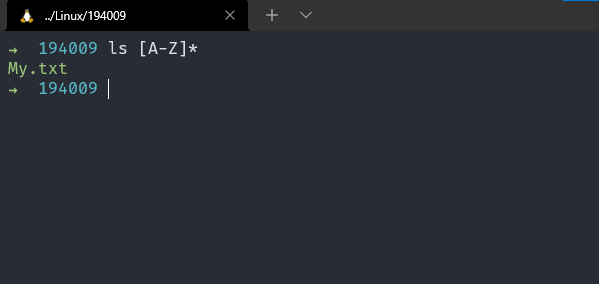 ../Linux/194009
→ 194009 ls [A-Z]*
My.txt
→ 194009